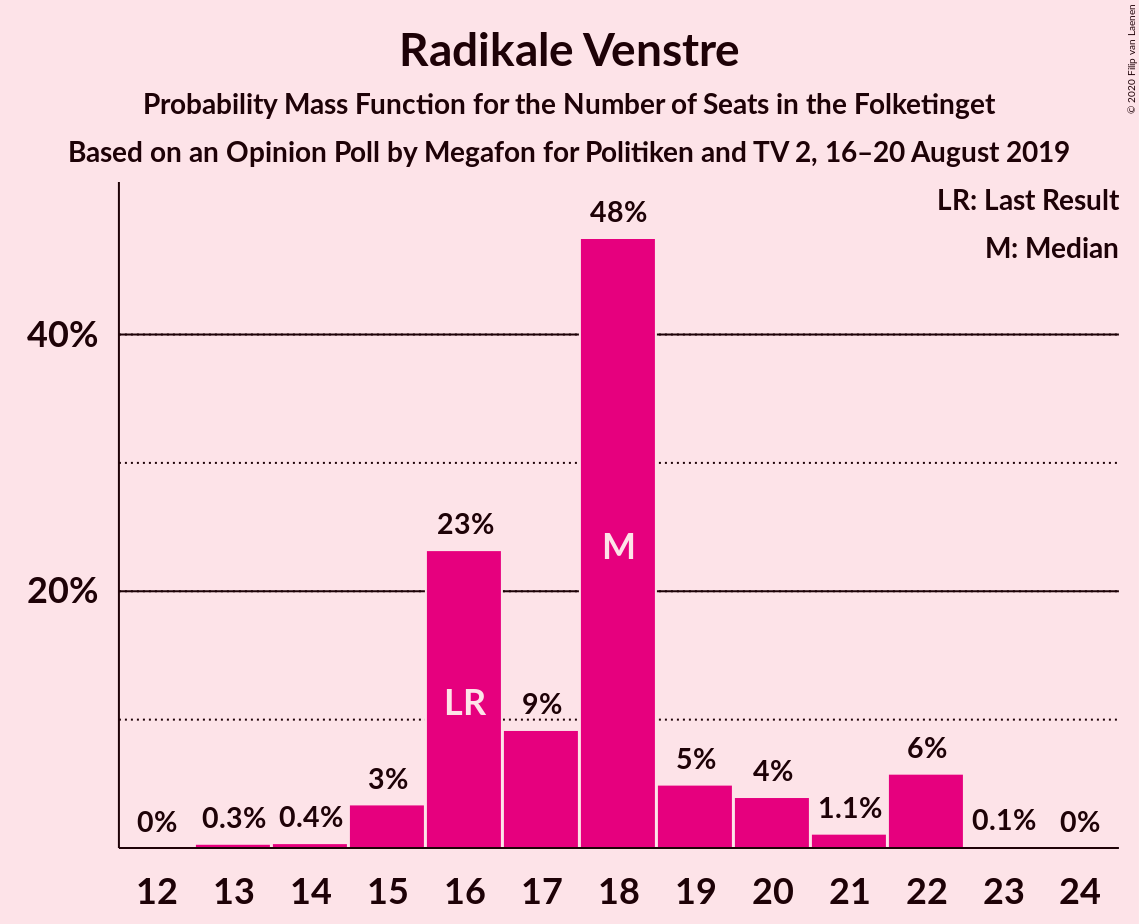 Radikale Venstre
Probability Mass Function for the Number of Seats in the Folketinget
Based on an Opinion Poll by Megafon for Politiken and TV 2, 16–20 August 2019
© 2020 Filip van Laenen
LR: Last Result
M: Median
40%
20%
0%
0.3%
0.4%
3%
23%
9%
48%
5%
4%
1.1%
6%
0.1%
0%
LR
M
12 13 14 15 16 17 18 19 20 21 22 23 24